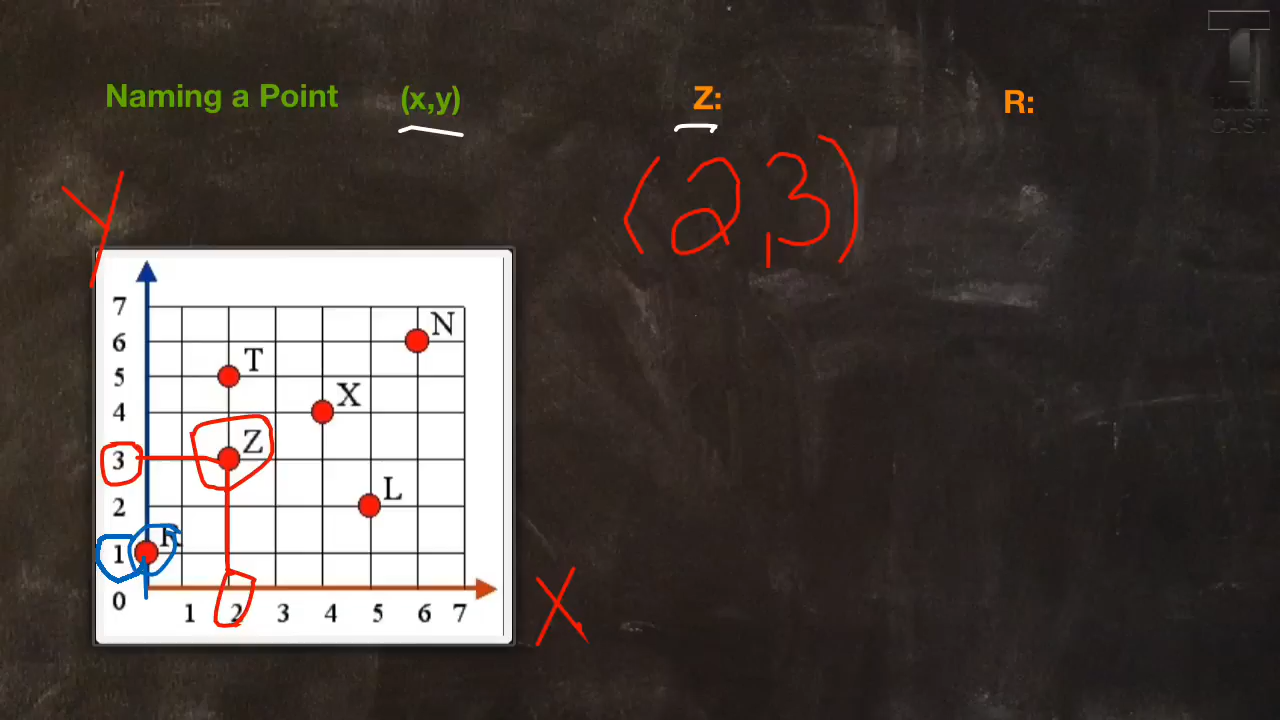 Naming a Point (x,y) Z: R:
(2,3)
y
7
N
6
T
5
X
4
Z
3
L
2
R
1
0
1 2 3 4 5 6 7
X
CAST